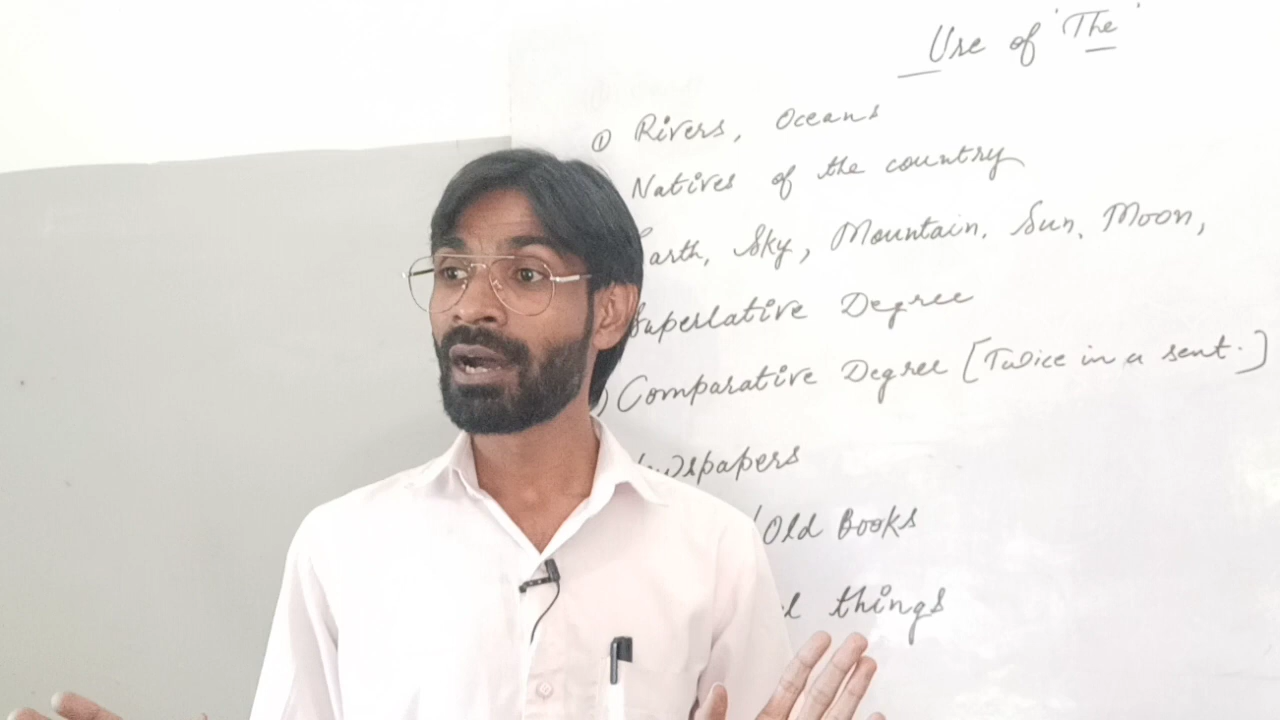 Use of 'The'
① Rivers, Oceans
Natives of the country
arth, Sky, Mountain, Sun, Moon,
Superlative Degree
) Comparative Degree [Twice in a sent.]
wspapers
/Old Books
l things